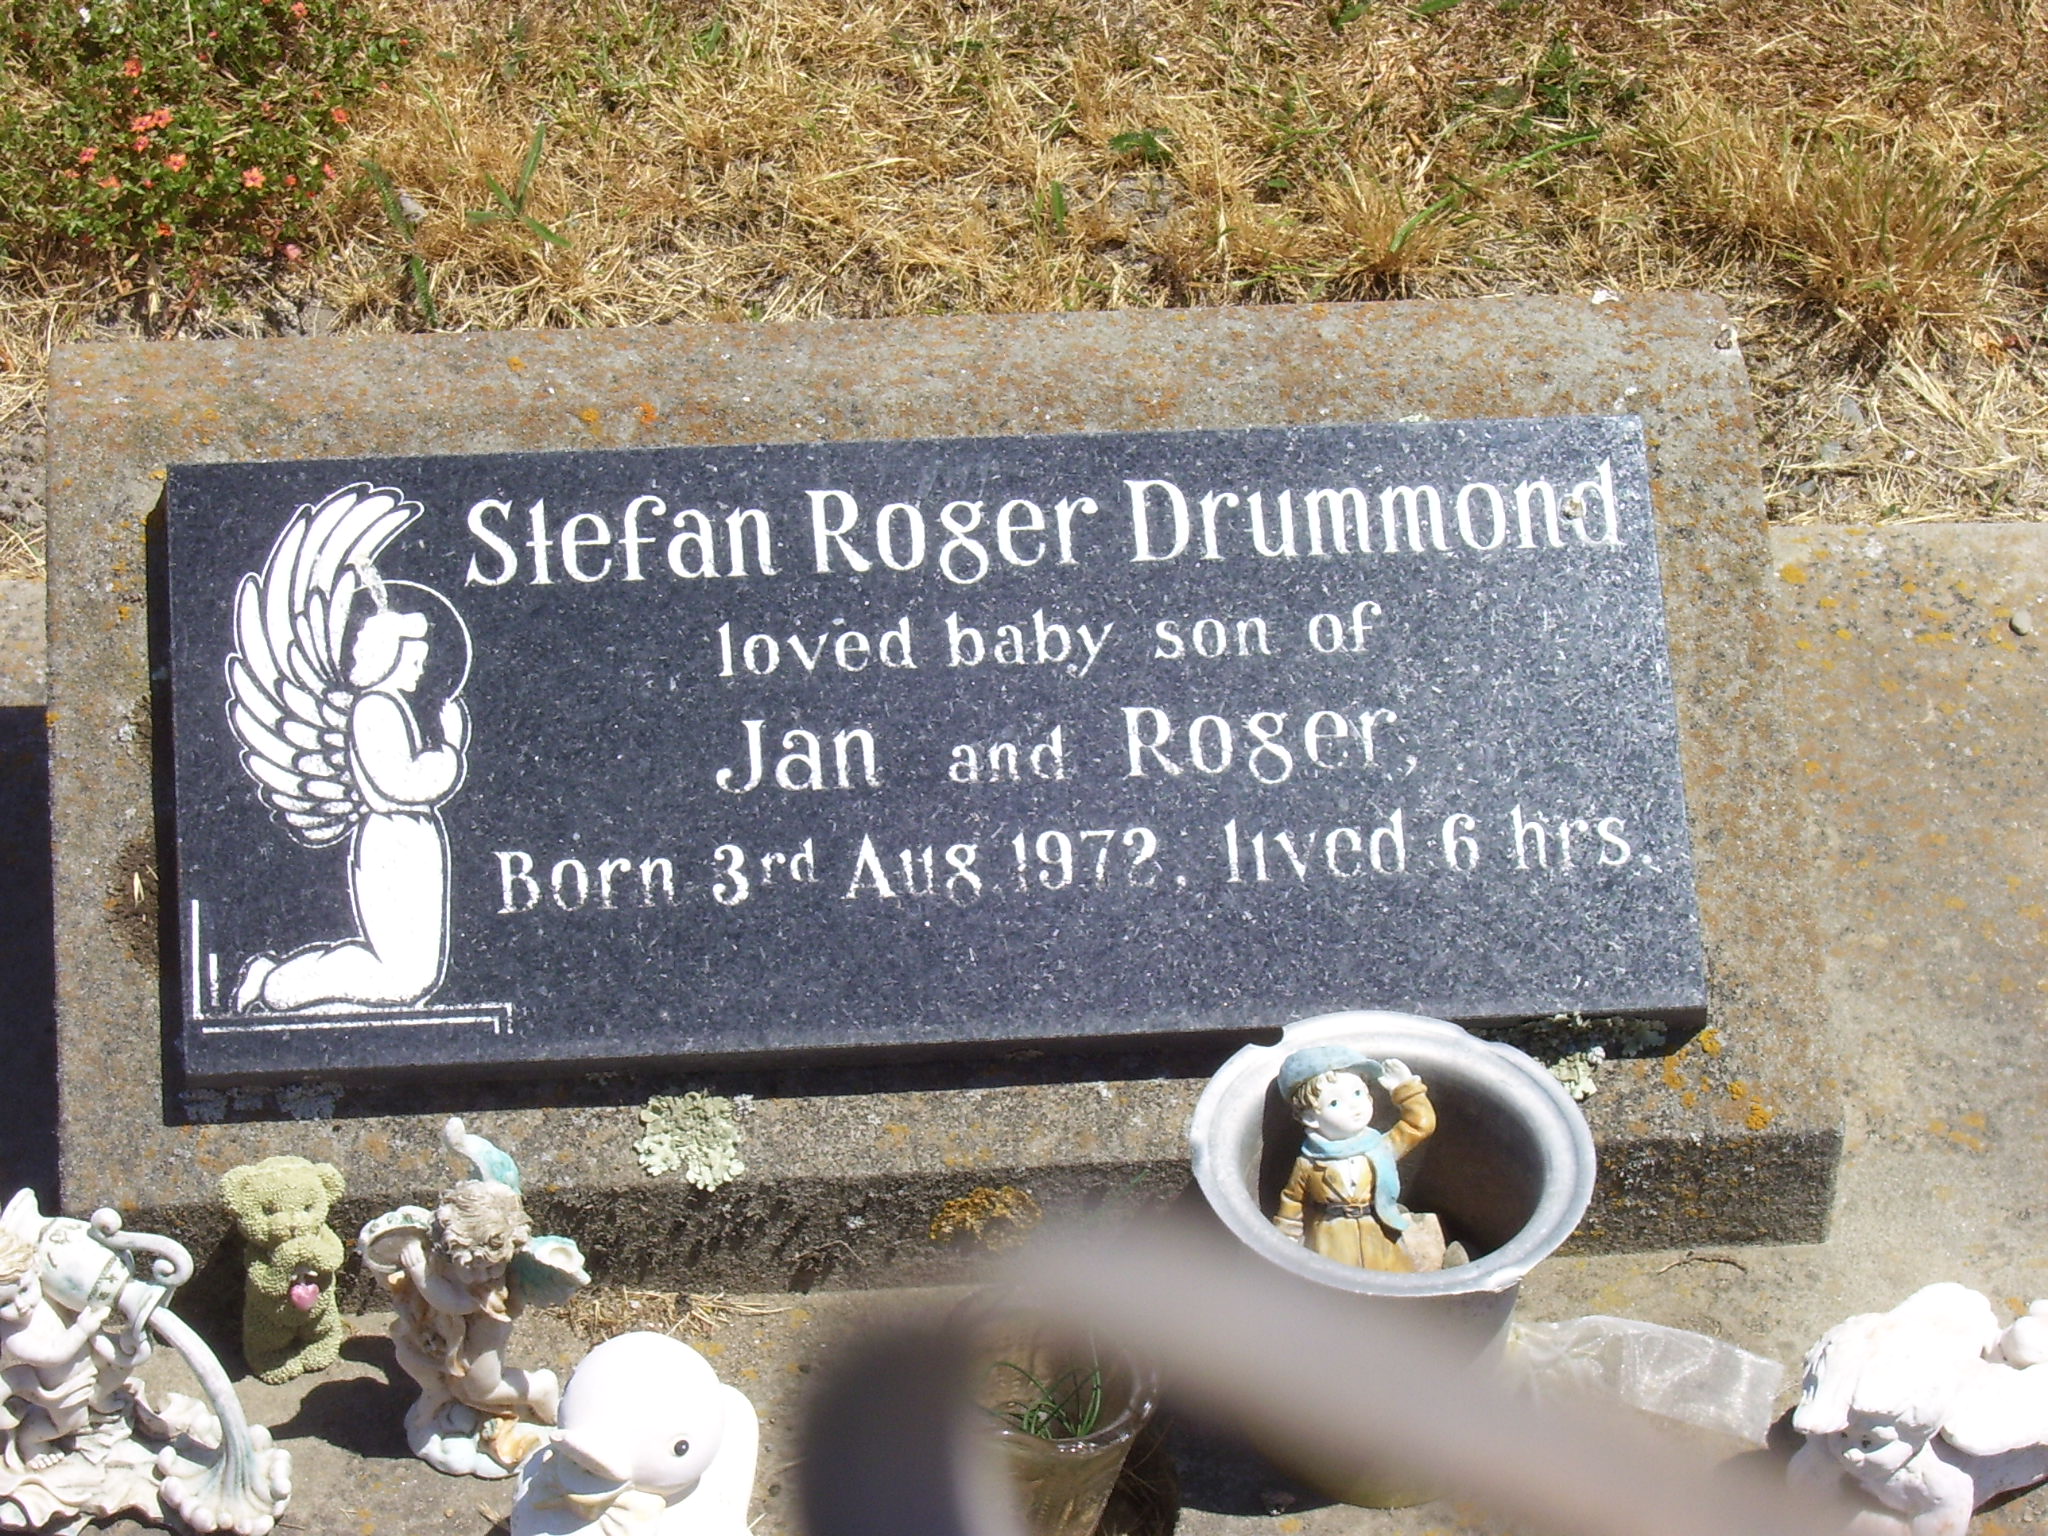 Stefan Roger Drummond
loved baby son of
Jan and Roger,
Born 3rd Aug 1972, lived 6 hrs.